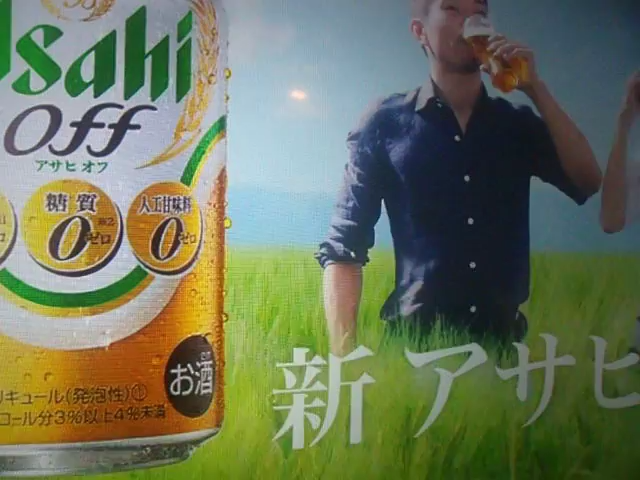 Asahi
Off
アサヒ オフ
糖質 ※2
0 ゼロ
人工甘味料
0 ゼロ
お酒
リキュール(発泡性)①
コール分3%以上4%未満
新 アサヒ